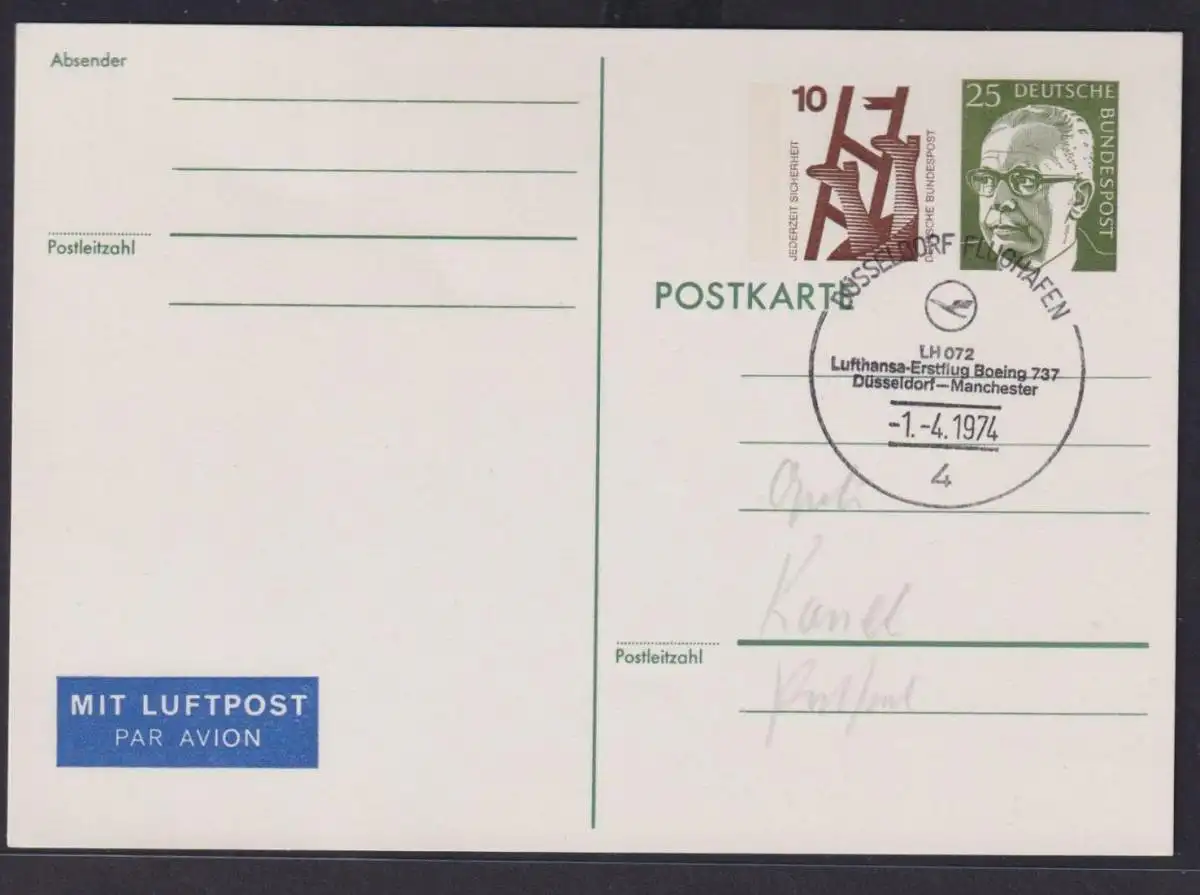 Absender
Postleitzahl
MIT LUFTPOST
PAR AVION
10
JEDERZEIT SICHERHEIT
DEUTSCHE BUNDESPOST
25 DEUTSCHE
BUNDESPOST
POSTKARTE
DÜSSELDORF FLUGHAFEN
LH 072
Lufthansa-Erstflug Boeing 737
Düsseldorf—Manchester
-1.-4.1974
4
Postleitzahl